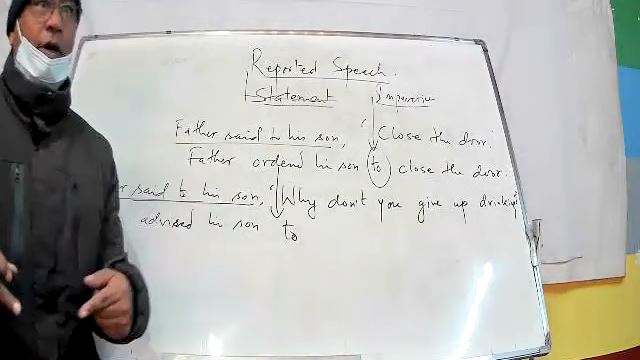 Reported Speech.
Statement Imperative
Father said to his son, ‘Close the door.
Father ordend his son to close the door.
r said to his son, ‘Why don't you give up drinking?
advised his son to